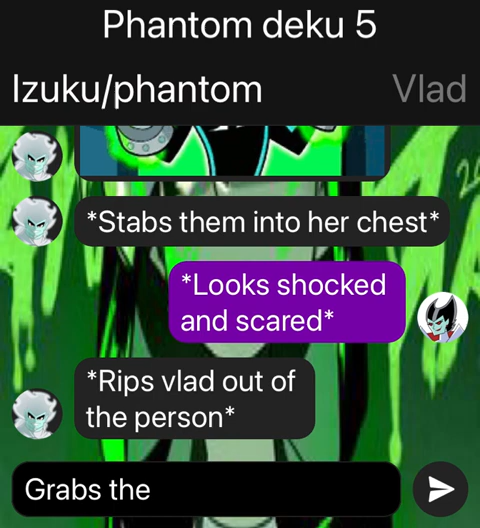 Phantom deku 5
Izuku/phantom
Vlad
*Stabs them into her chest*
*Looks shocked
and scared*
*Rips vlad out of
the person*
Grabs the